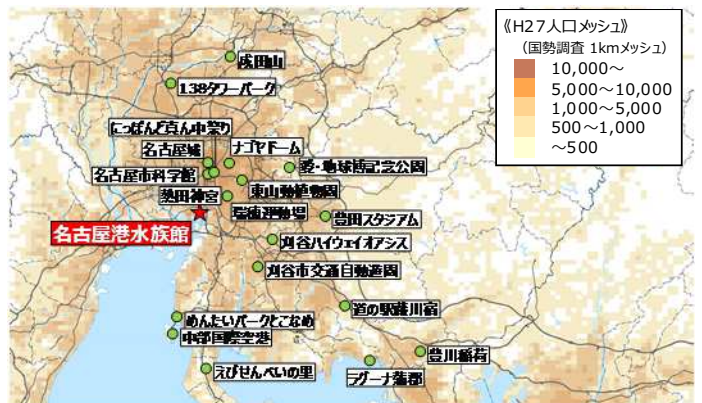 《H27人口メッシュ》
(国勢調査 1kmメッシュ)
10,000～
5,000～10,000
1,000～5,000
500～1,000
～500
成田山
138タワーパーク
にっぽんど真ん中祭り
名古屋城
ナゴヤドーム
愛・地球博記念公園
名古屋市科学館
東山動植物園
熱田神宮
瑞穂運動場
豊田スタジアム
名古屋港水族館
刈谷ハイウェイオアシス
刈谷市交通自動遊園
道の駅藤川宿
めんたいパークとこなめ
中部国際空港
豊川稲荷
えびせんべいの里
ラグーナ蒲郡